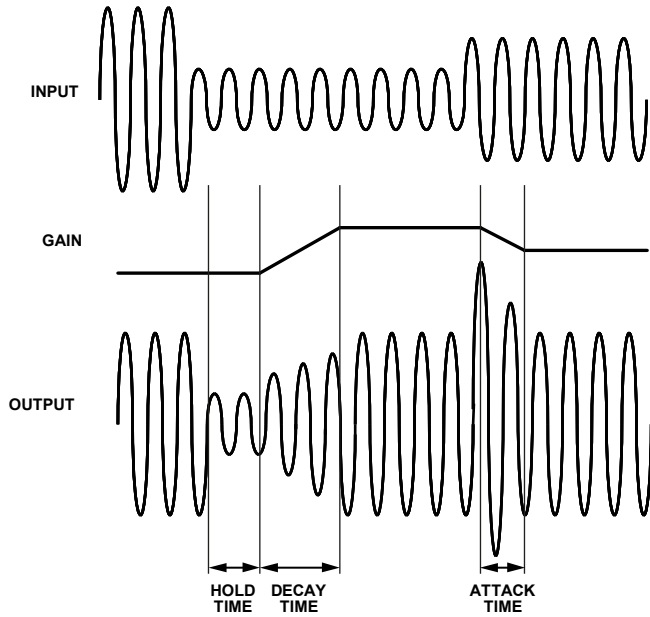 INPUT
GAIN
OUTPUT
HOLD
TIME
DECAY
TIME
ATTACK
TIME